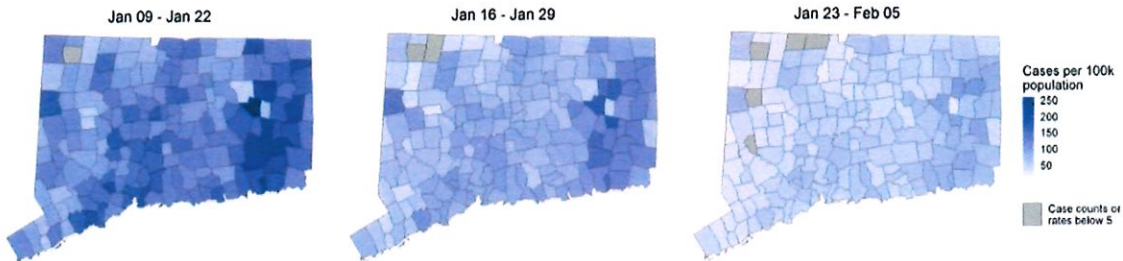 Jan 09 - Jan 22
Jan 16 - Jan 29
Jan 23 - Feb 05
Cases per 100k
population
250
200
150
100
50
Case counts or
rates below 5